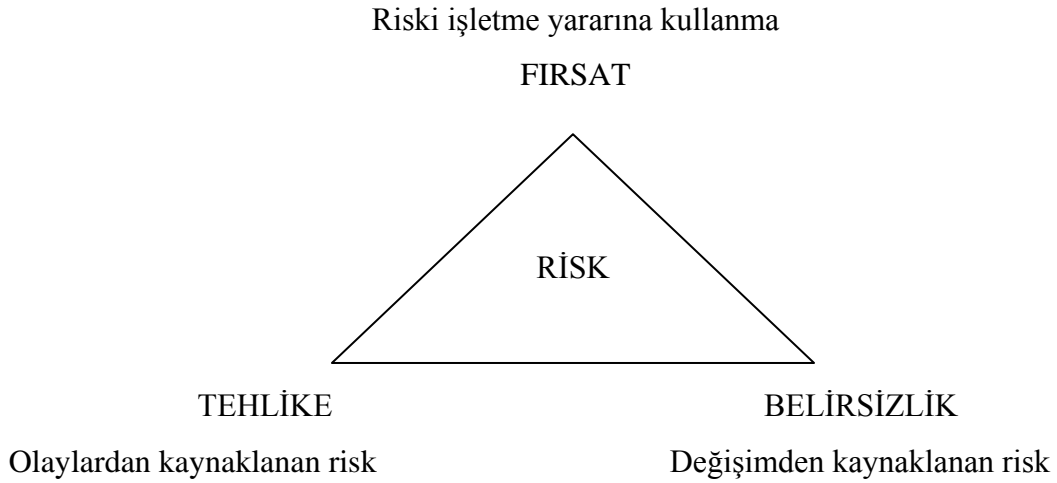 Riski işletme yararına kullanma
FIRSAT
RİSK
TEHLİKE
BELİRSİZLİK
Olaylardan kaynaklanan risk
Değişimden kaynaklanan risk